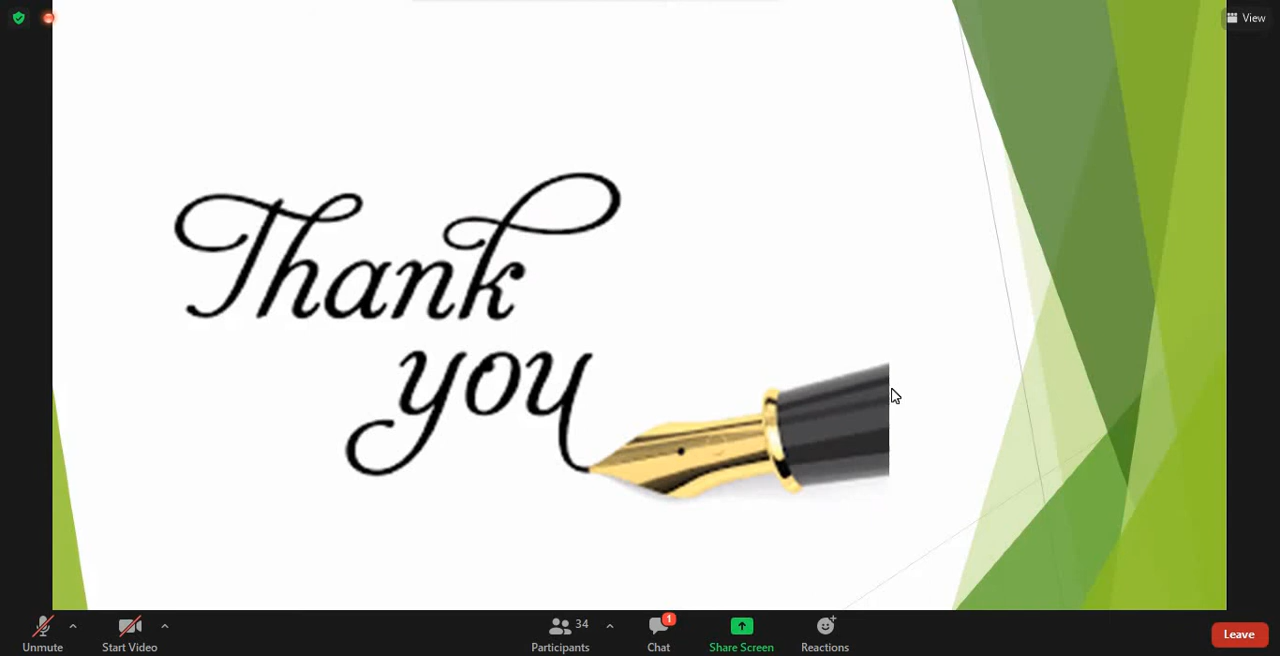 View
Thank
you
Unmute
Start Video
34
Participants
1
Chat
Share Screen
Reactions
Leave